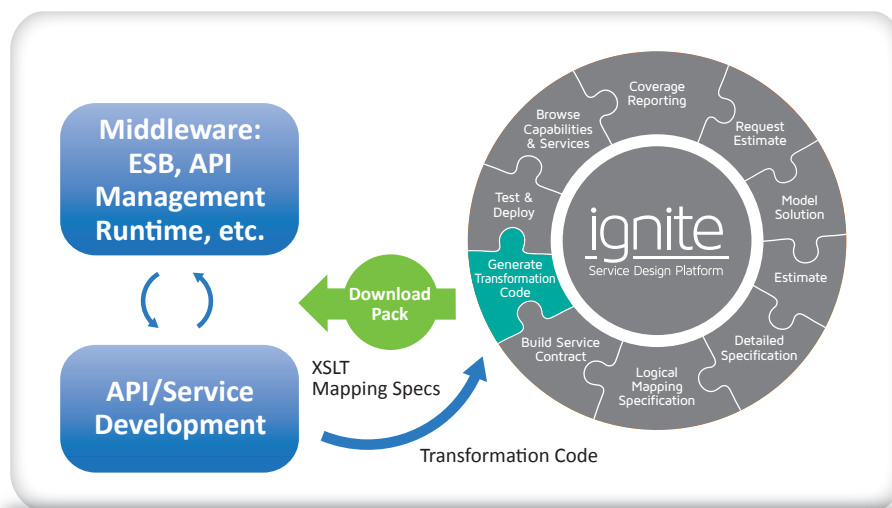 Middleware:
ESB, API
Management
Runtime, etc.
API/Service
Development
Download
Pack
XSLT
Mapping Specs
Transformation Code
Coverage
Reporting
Request
Estimate
Model
Solution
Estimate
Detailed
Specification
Logical
Mapping
Specification
Build Service
Contract
Generate
Transformation
Code
Test &
Deploy
Browse
Capabilities
& Services
ignite
Service Design Platform